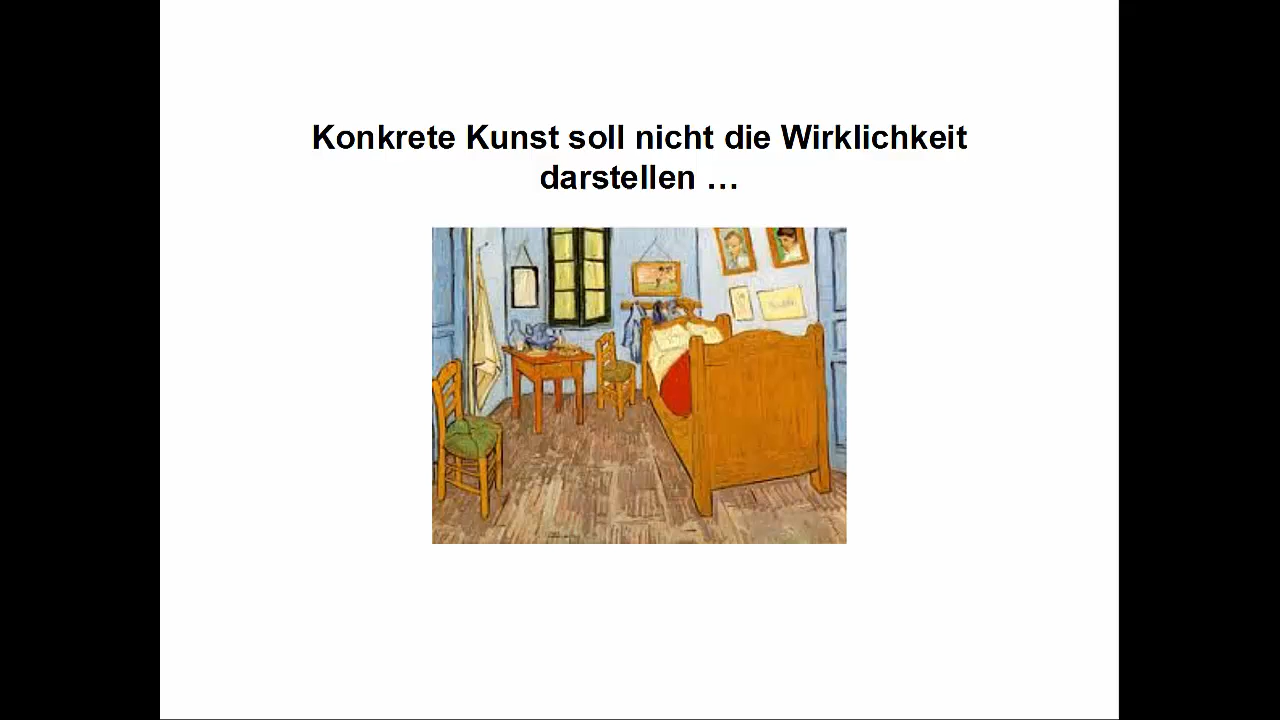 Konkrete Kunst soll nicht die Wirklichkeit
darstellen …